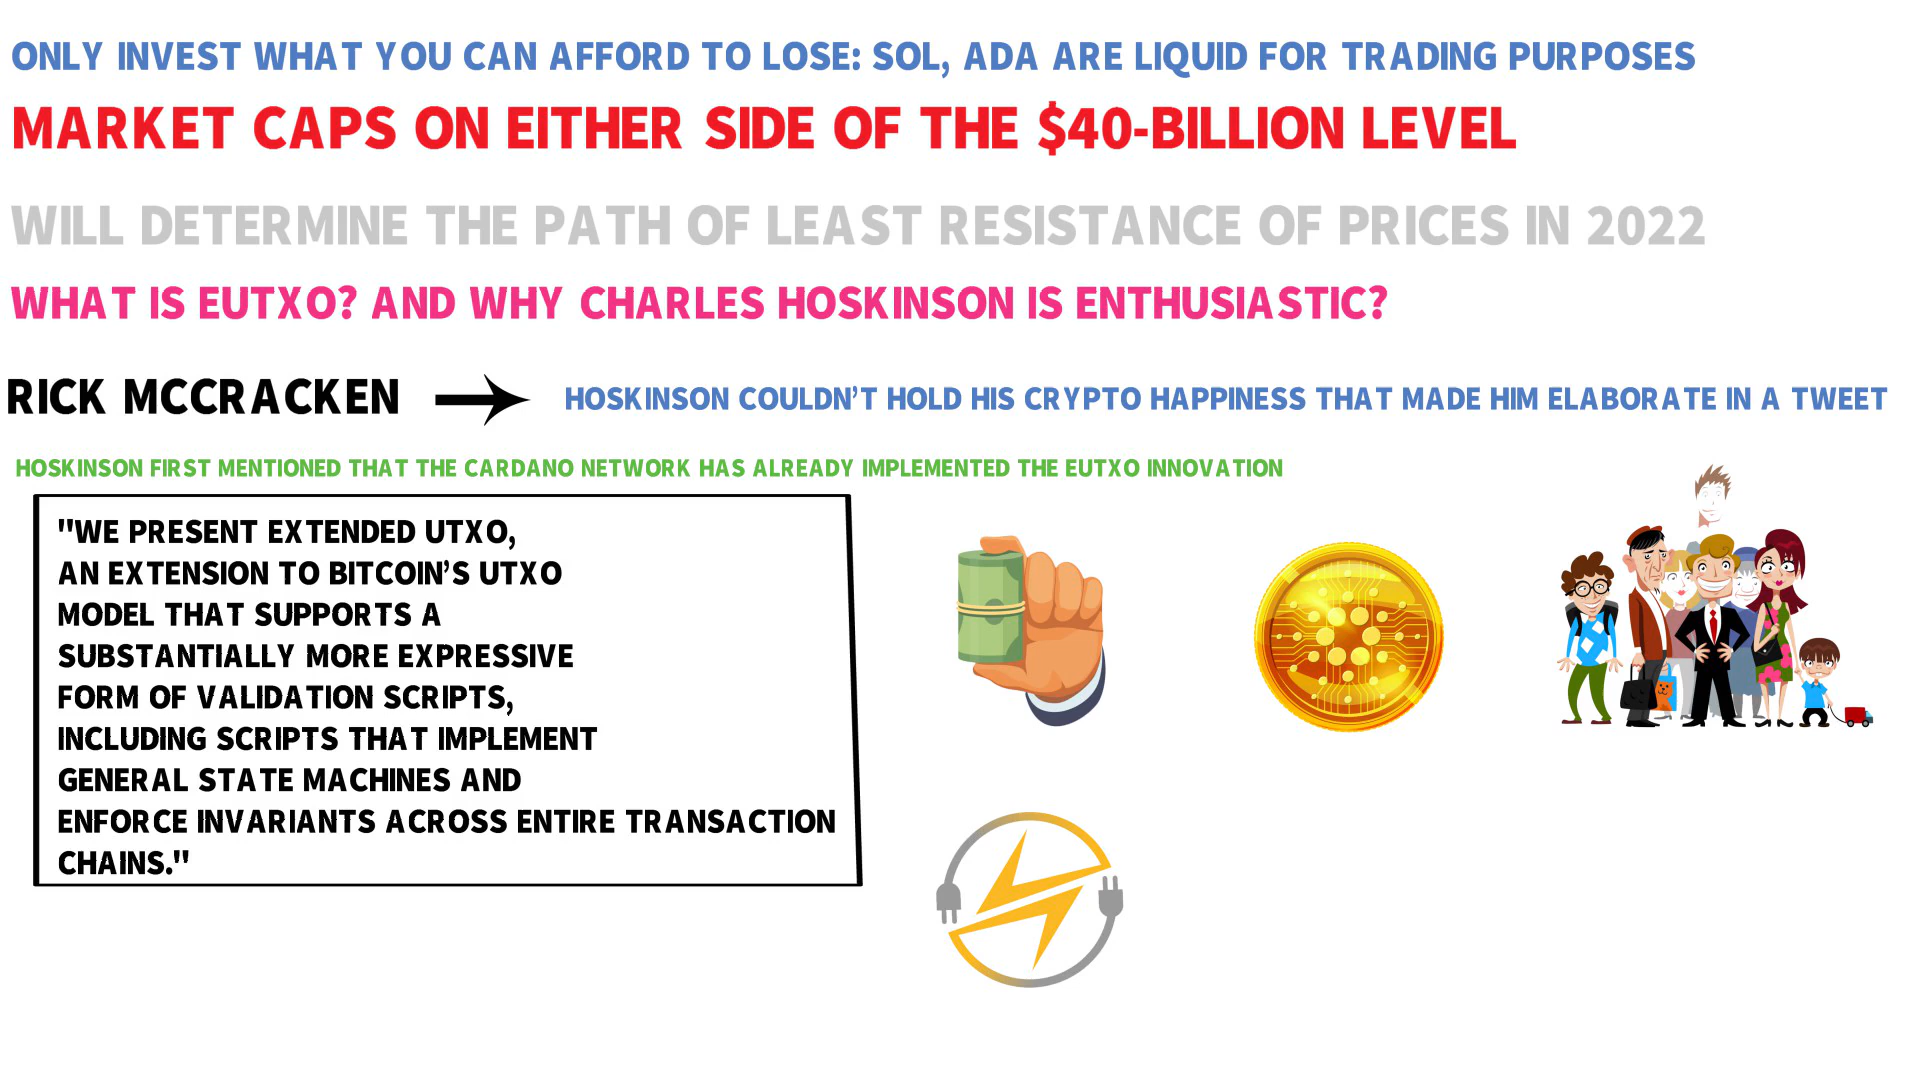 ONLY INVEST WHAT YOU CAN AFFORD TO LOSE: SOL, ADA ARE LIQUID FOR TRADING PURPOSES
MARKET CAPS ON EITHER SIDE OF THE $40-BILLION LEVEL
WILL DETERMINE THE PATH OF LEAST RESISTANCE OF PRICES IN 2022
WHAT IS EUTXO? AND WHY CHARLES HOSKINSON IS ENTHUSIASTIC?
RICK MCCRACKEN
HOSKINSON COULDN'T HOLD HIS CRYPTO HAPPINESS THAT MADE HIM ELABORATE IN A TWEET
HOSKINSON FIRST MENTIONED THAT THE CARDANO NETWORK HAS ALREADY IMPLEMENTED THE EUTXO INNOVATION
"WE PRESENT EXTENDED UTXO,
AN EXTENSION TO BITCOIN'S UTXO
MODEL THAT SUPPORTS A
SUBSTANTIALLY MORE EXPRESSIVE
FORM OF VALIDATION SCRIPTS,
INCLUDING SCRIPTS THAT IMPLEMENT
GENERAL STATE MACHINES AND
ENFORCE INVARIANTS ACROSS ENTIRE TRANSACTION
CHAINS."